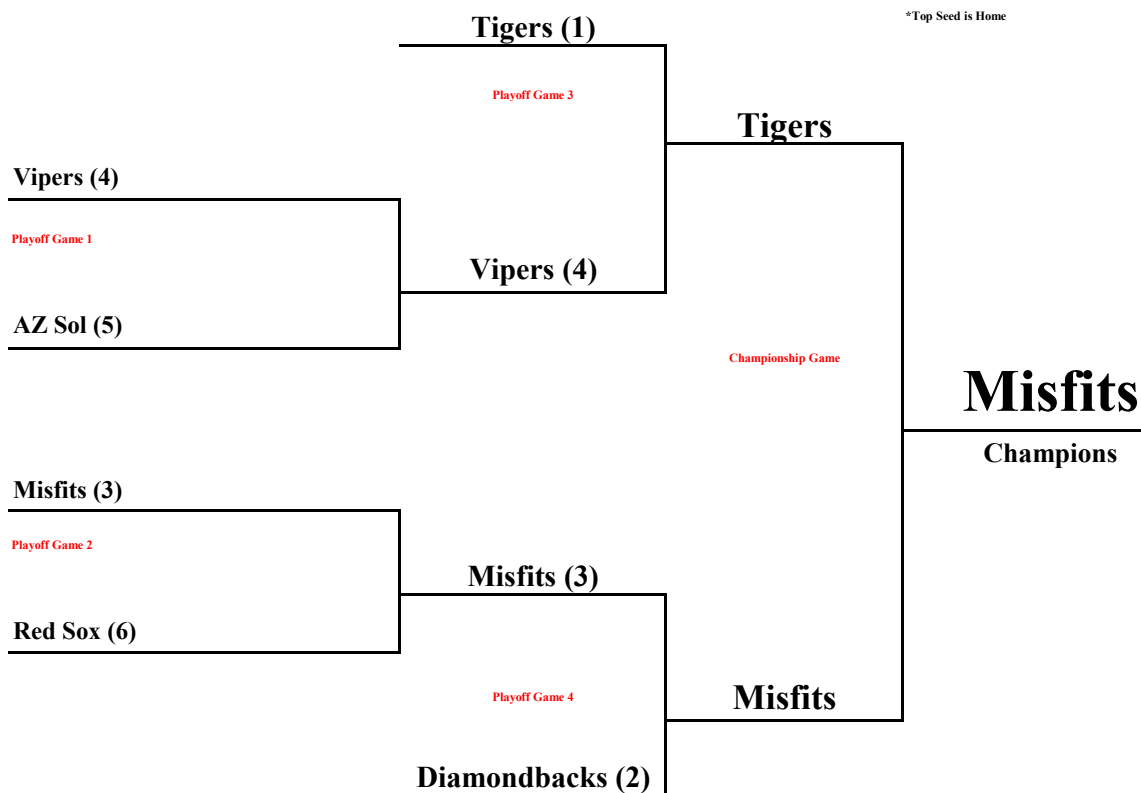 Tigers (1)
*Top Seed is Home
Playoff Game 3
Tigers
Vipers (4)
Playoff Game 1
Vipers (4)
AZ Sol (5)
Championship Game
Misfits
Champions
Misfits (3)
Playoff Game 2
Misfits (3)
Red Sox (6)
Playoff Game 4
Misfits
Diamondbacks (2)